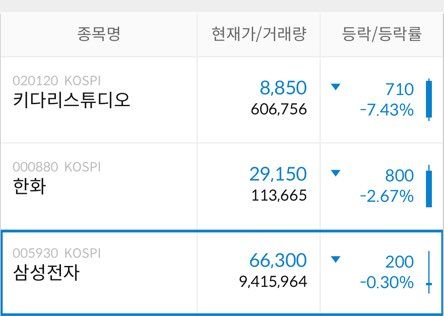 종목명 현재가/거래량 등락/등락률
020120 KOSPI
키다리스튜디오
8,850 ▼ 710
606,756 -7.43%
000880 KOSPI
한화
29,150 ▼ 800
113,665 -2.67%
005930 KOSPI
삼성전자
66,300 ▼ 200
9,415,964 -0.30%